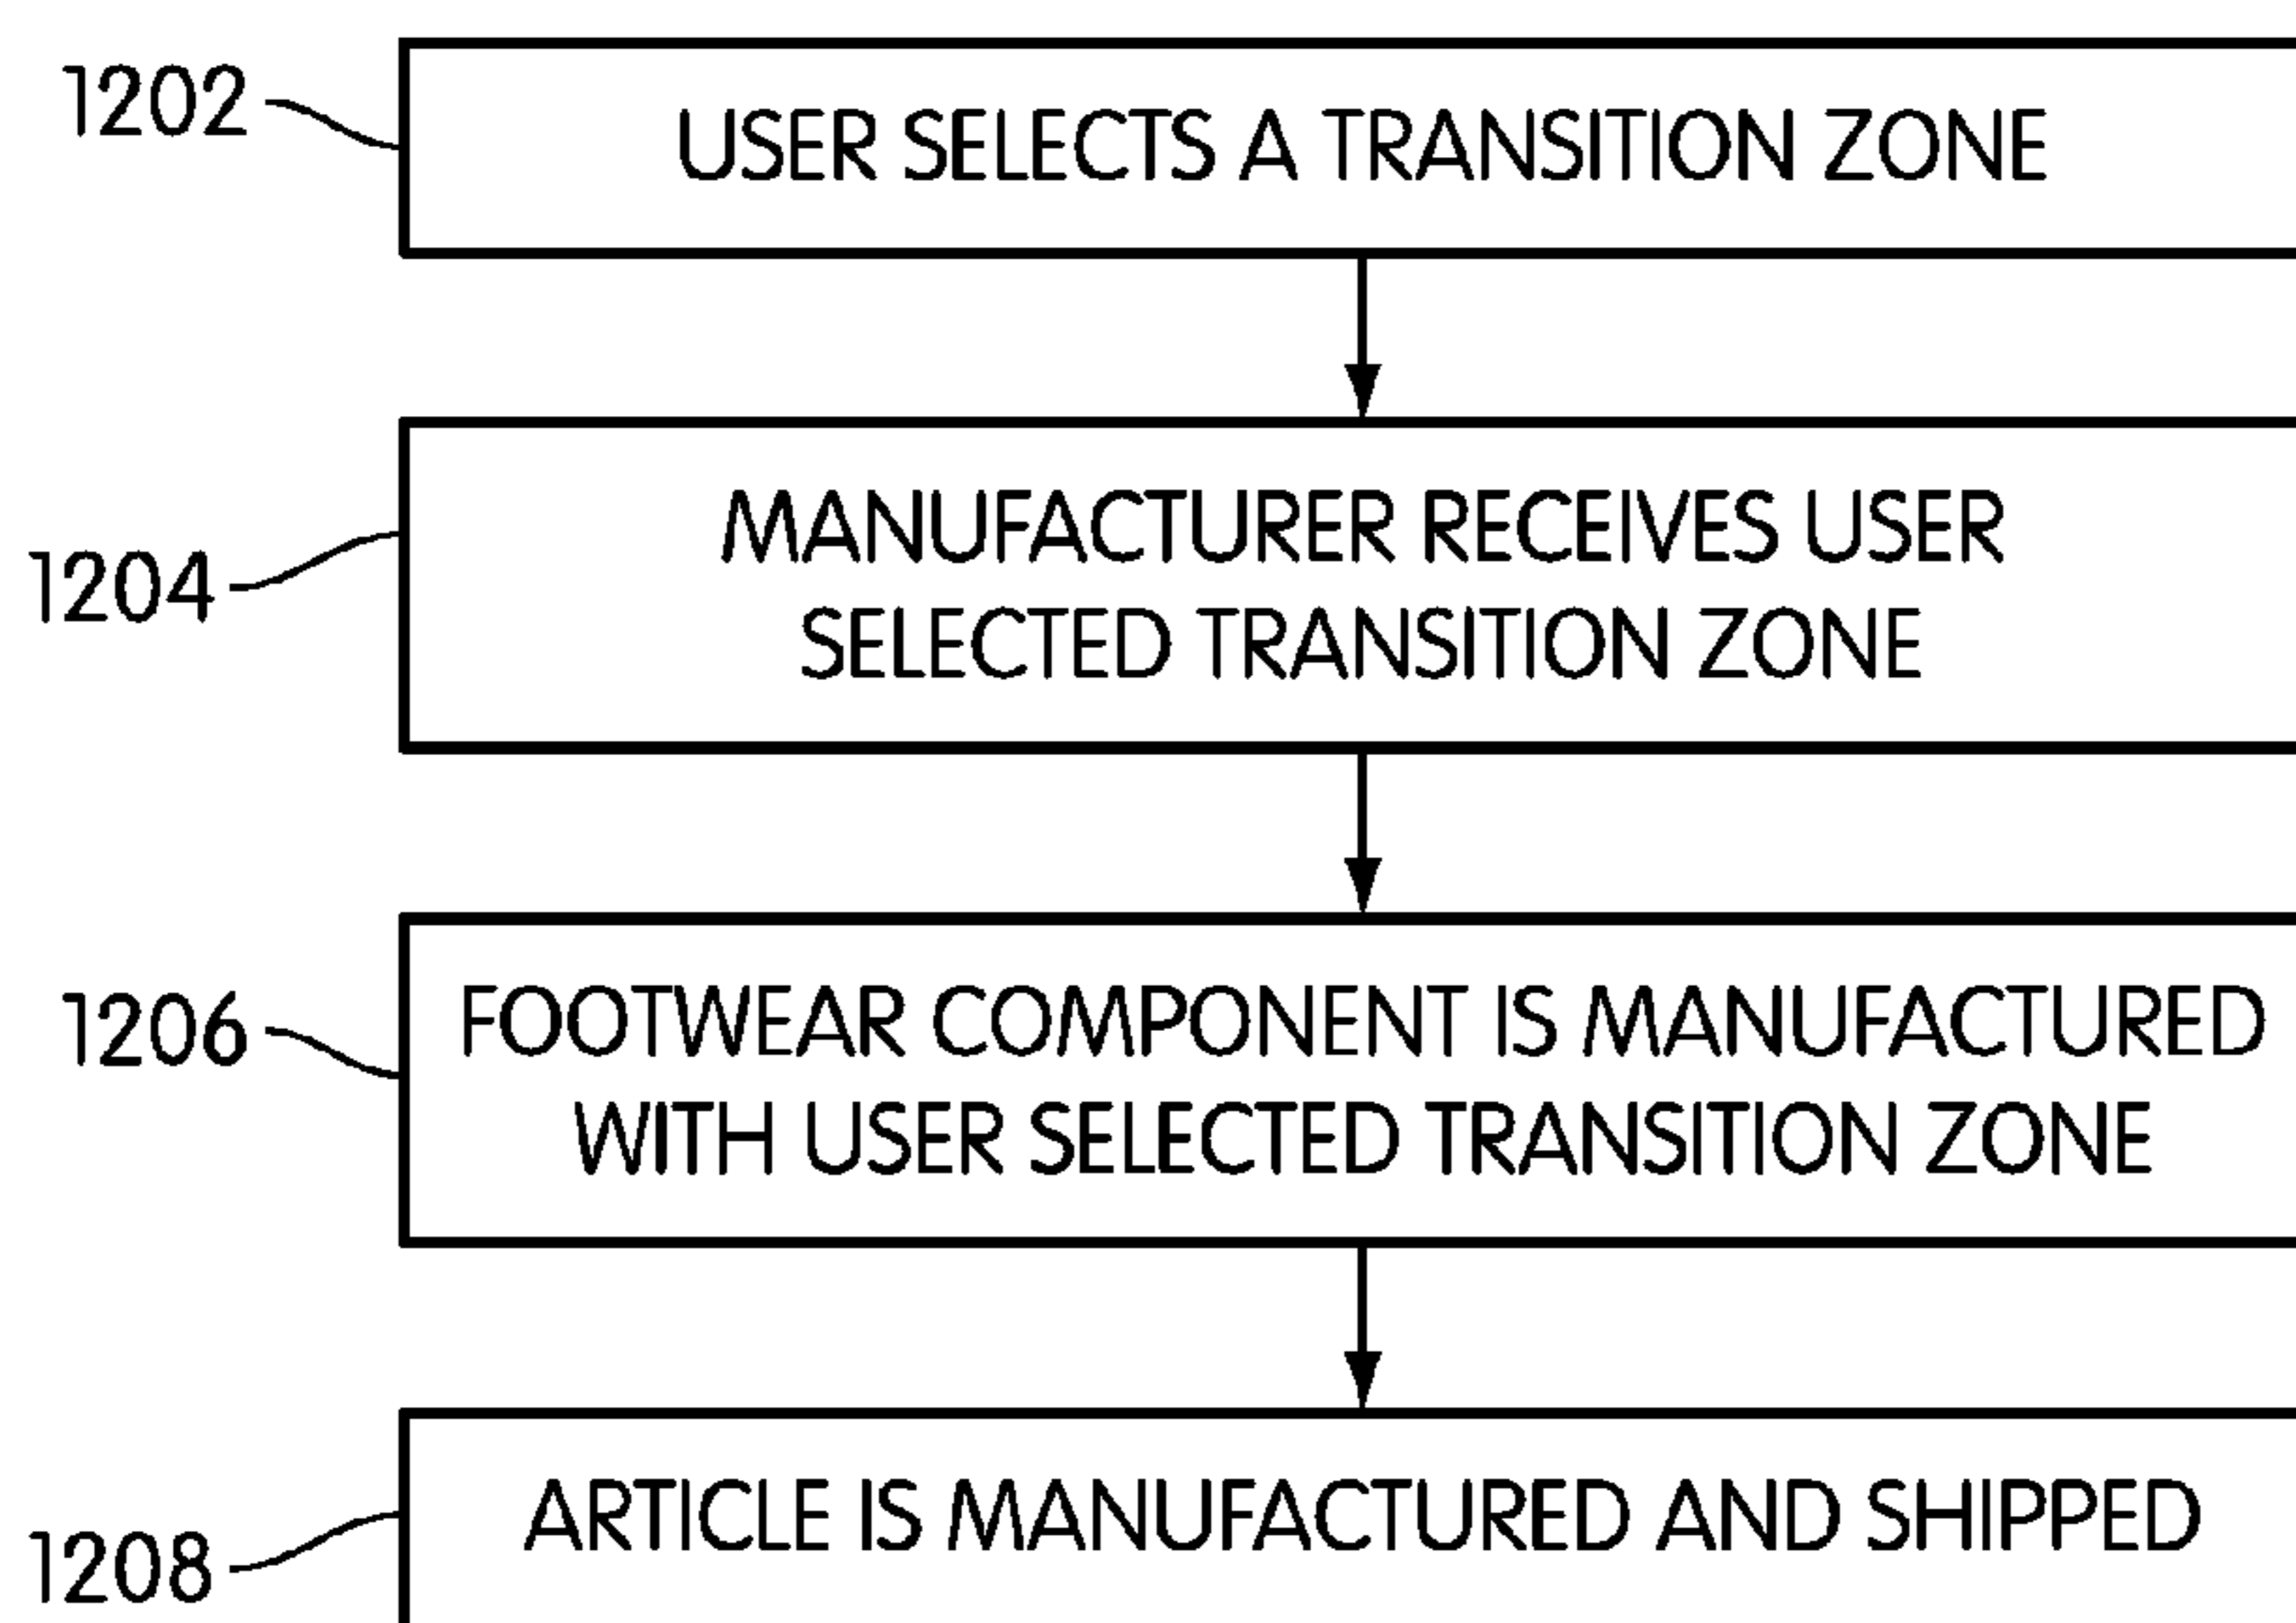 1202
USER SELECTS A TRANSITION ZONE
1204
MANUFACTURER RECEIVES USER
SELECTED TRANSITION ZONE
1206
FOOTWEAR COMPONENT IS MANUFACTURED
WITH USER SELECTED TRANSITION ZONE
1208
ARTICLE IS MANUFACTURED AND SHIPPED